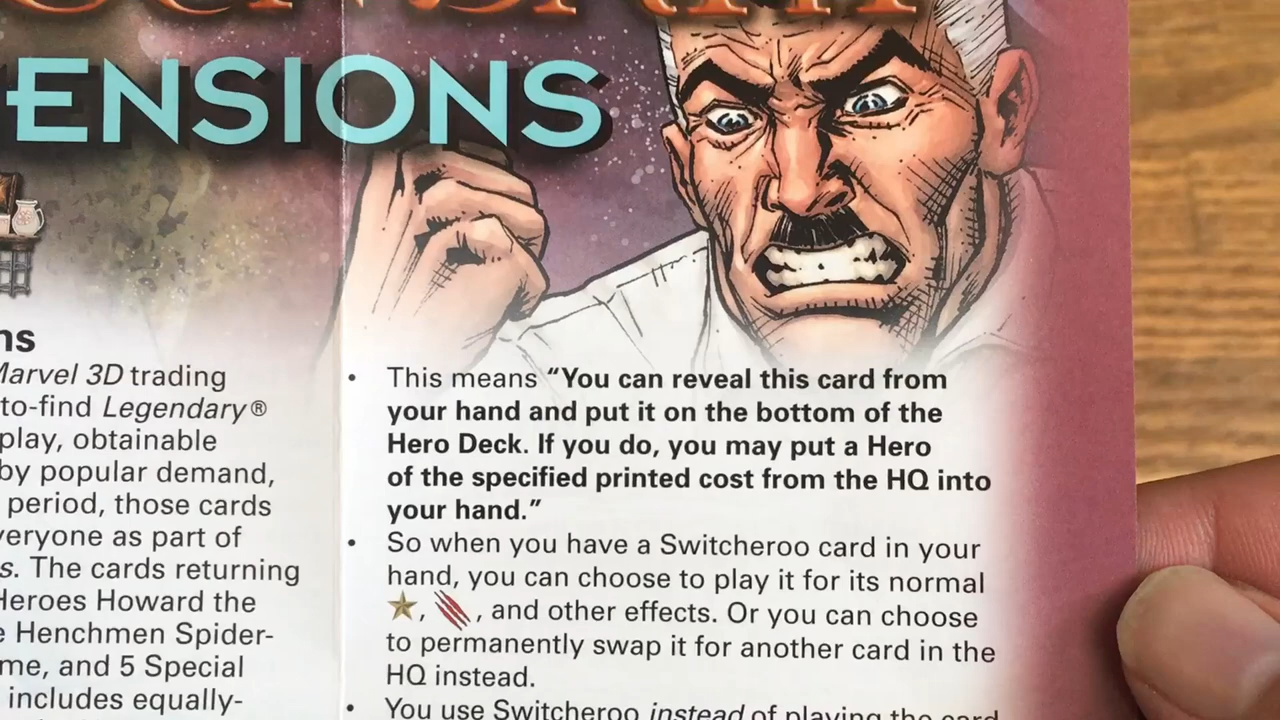 ENSIONS
ns
Marvel 3D trading
to-find Legendary®
play, obtainable
by popular demand,
period, those cards
everyone as part of
s. The cards returning
Heroes Howard the
e Henchmen Spider-
me, and 5 Special
includes equally-
• This means “You can reveal this card from
your hand and put it on the bottom of the
Hero Deck. If you do, you may put a Hero
of the specified printed cost from the HQ into
your hand.”
• So when you have a Switcheroo card in your
hand, you can choose to play it for its normal
, , and other effects. Or you can choose
to permanently swap it for another card in the
HQ instead.
• You use Switcheroo instead of playing the card